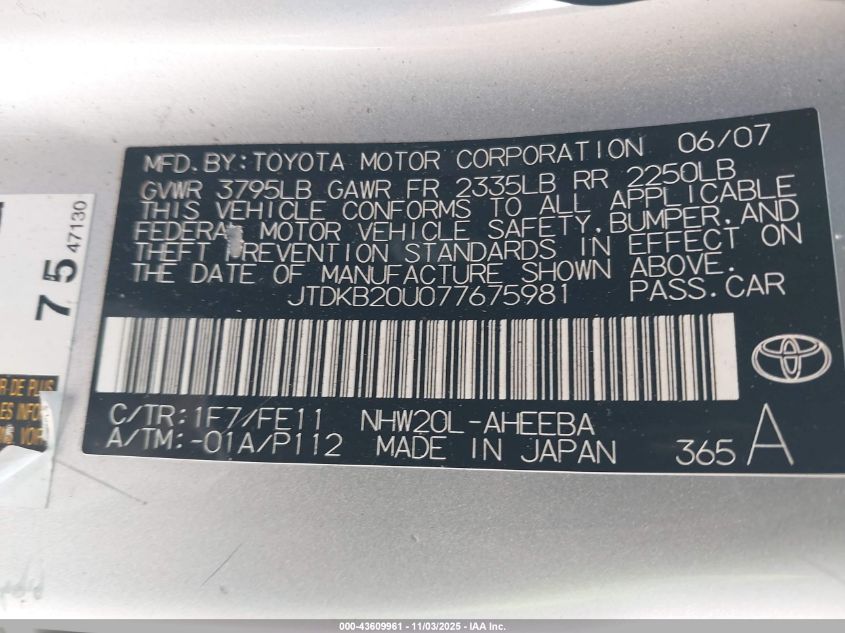 MFD. BY: TOYOTA MOTOR CORPORATION 06/07
GVWR 3795LB GAWR FR 2335LB RR 2250LB
THIS VEHICLE CONFORMS TO ALL APPLICABLE
FEDERAL MOTOR VEHICLE SAFETY, BUMPER, AND
THEFT PREVENTION STANDARDS IN EFFECT ON
THE DATE OF MANUFACTURE SHOWN ABOVE.
JTDKB20U077675981 PASS. CAR
C/TR: 1F7/FE11 NHW20L-AHEEBA
A/TM: -01A/P112 MADE IN JAPAN 365 A
75
47130
DE PLUS
000-43609961 - 11/03/2025 - IAA Inc.